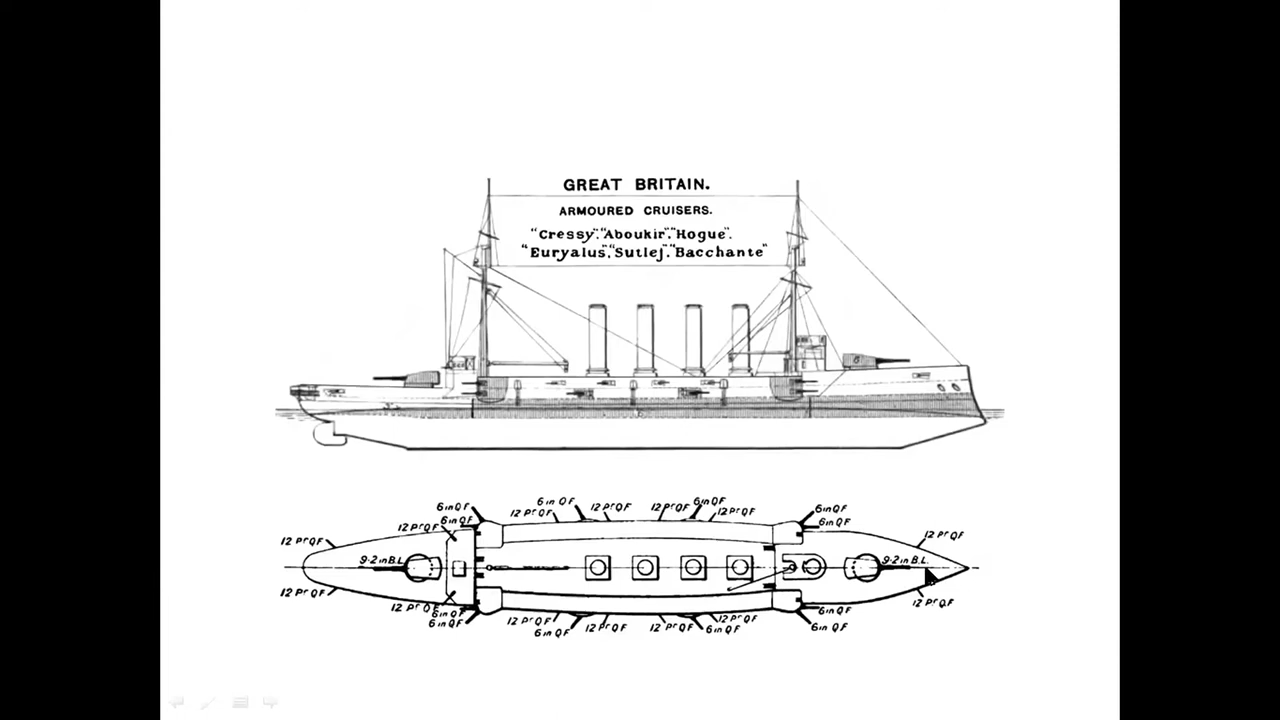 GREAT BRITAIN.
ARMOURED CRUISERS.
"Cressy". "Aboukir". "Hogue".
"Euryalus". "Sutlej". "Bacchante"
6 in Q F 6 in Q F 12 Pr Q F 12 Pr Q F 6 in Q F 12 Pr Q F 6 in Q F
12 Pr Q F 12 Pr Q F 6 in Q F 6 in Q F 12 Pr Q F
9·2 in B.L. 9·2 in B.L.
12 Pr Q F 12 Pr Q F 6 in Q F 6 in Q F 12 Pr Q F
6 in Q F 12 Pr Q F 6 in Q F 12 Pr Q F 12 Pr Q F 6 in Q F 12 Pr Q F 6 in Q F